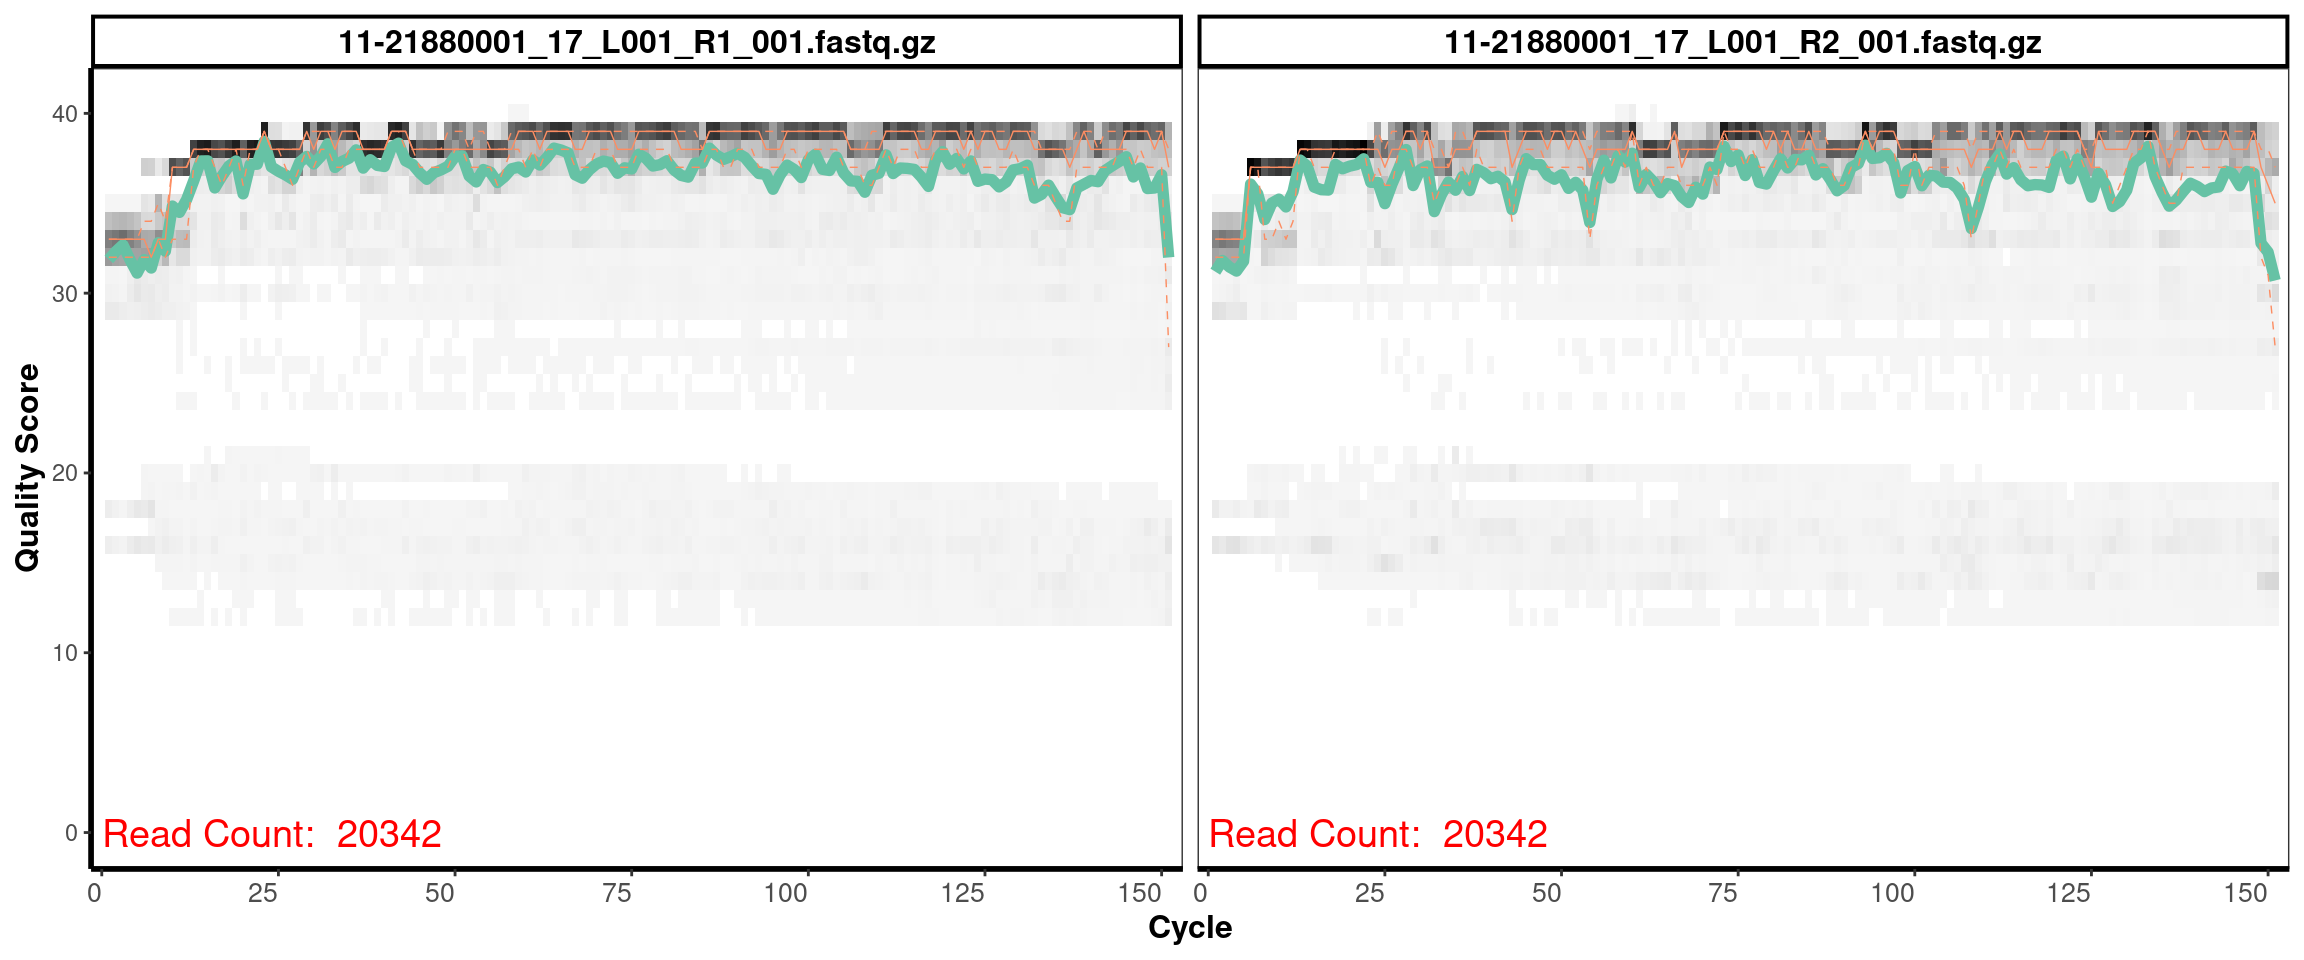 11-21880001_17_L001_R1_001.fastq.gz
11-21880001_17_L001_R2_001.fastq.gz
Quality Score
40
30
20
10
0
Read Count:  20342
Read Count:  20342
0 25 50 75 100 125 150
0 25 50 75 100 125 150
Cycle